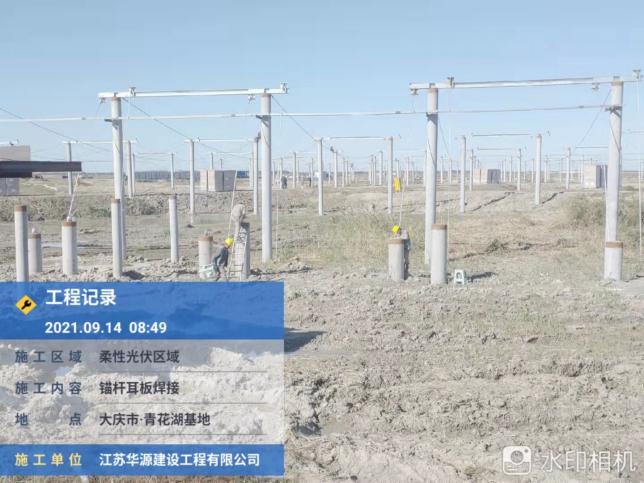 工程记录
2021.09.14 08:49
施工区域 柔性光伏区域
施工内容 锚杆耳板焊接
地点 大庆市·青花湖基地
施工单位 江苏华源建设工程有限公司
水印相机